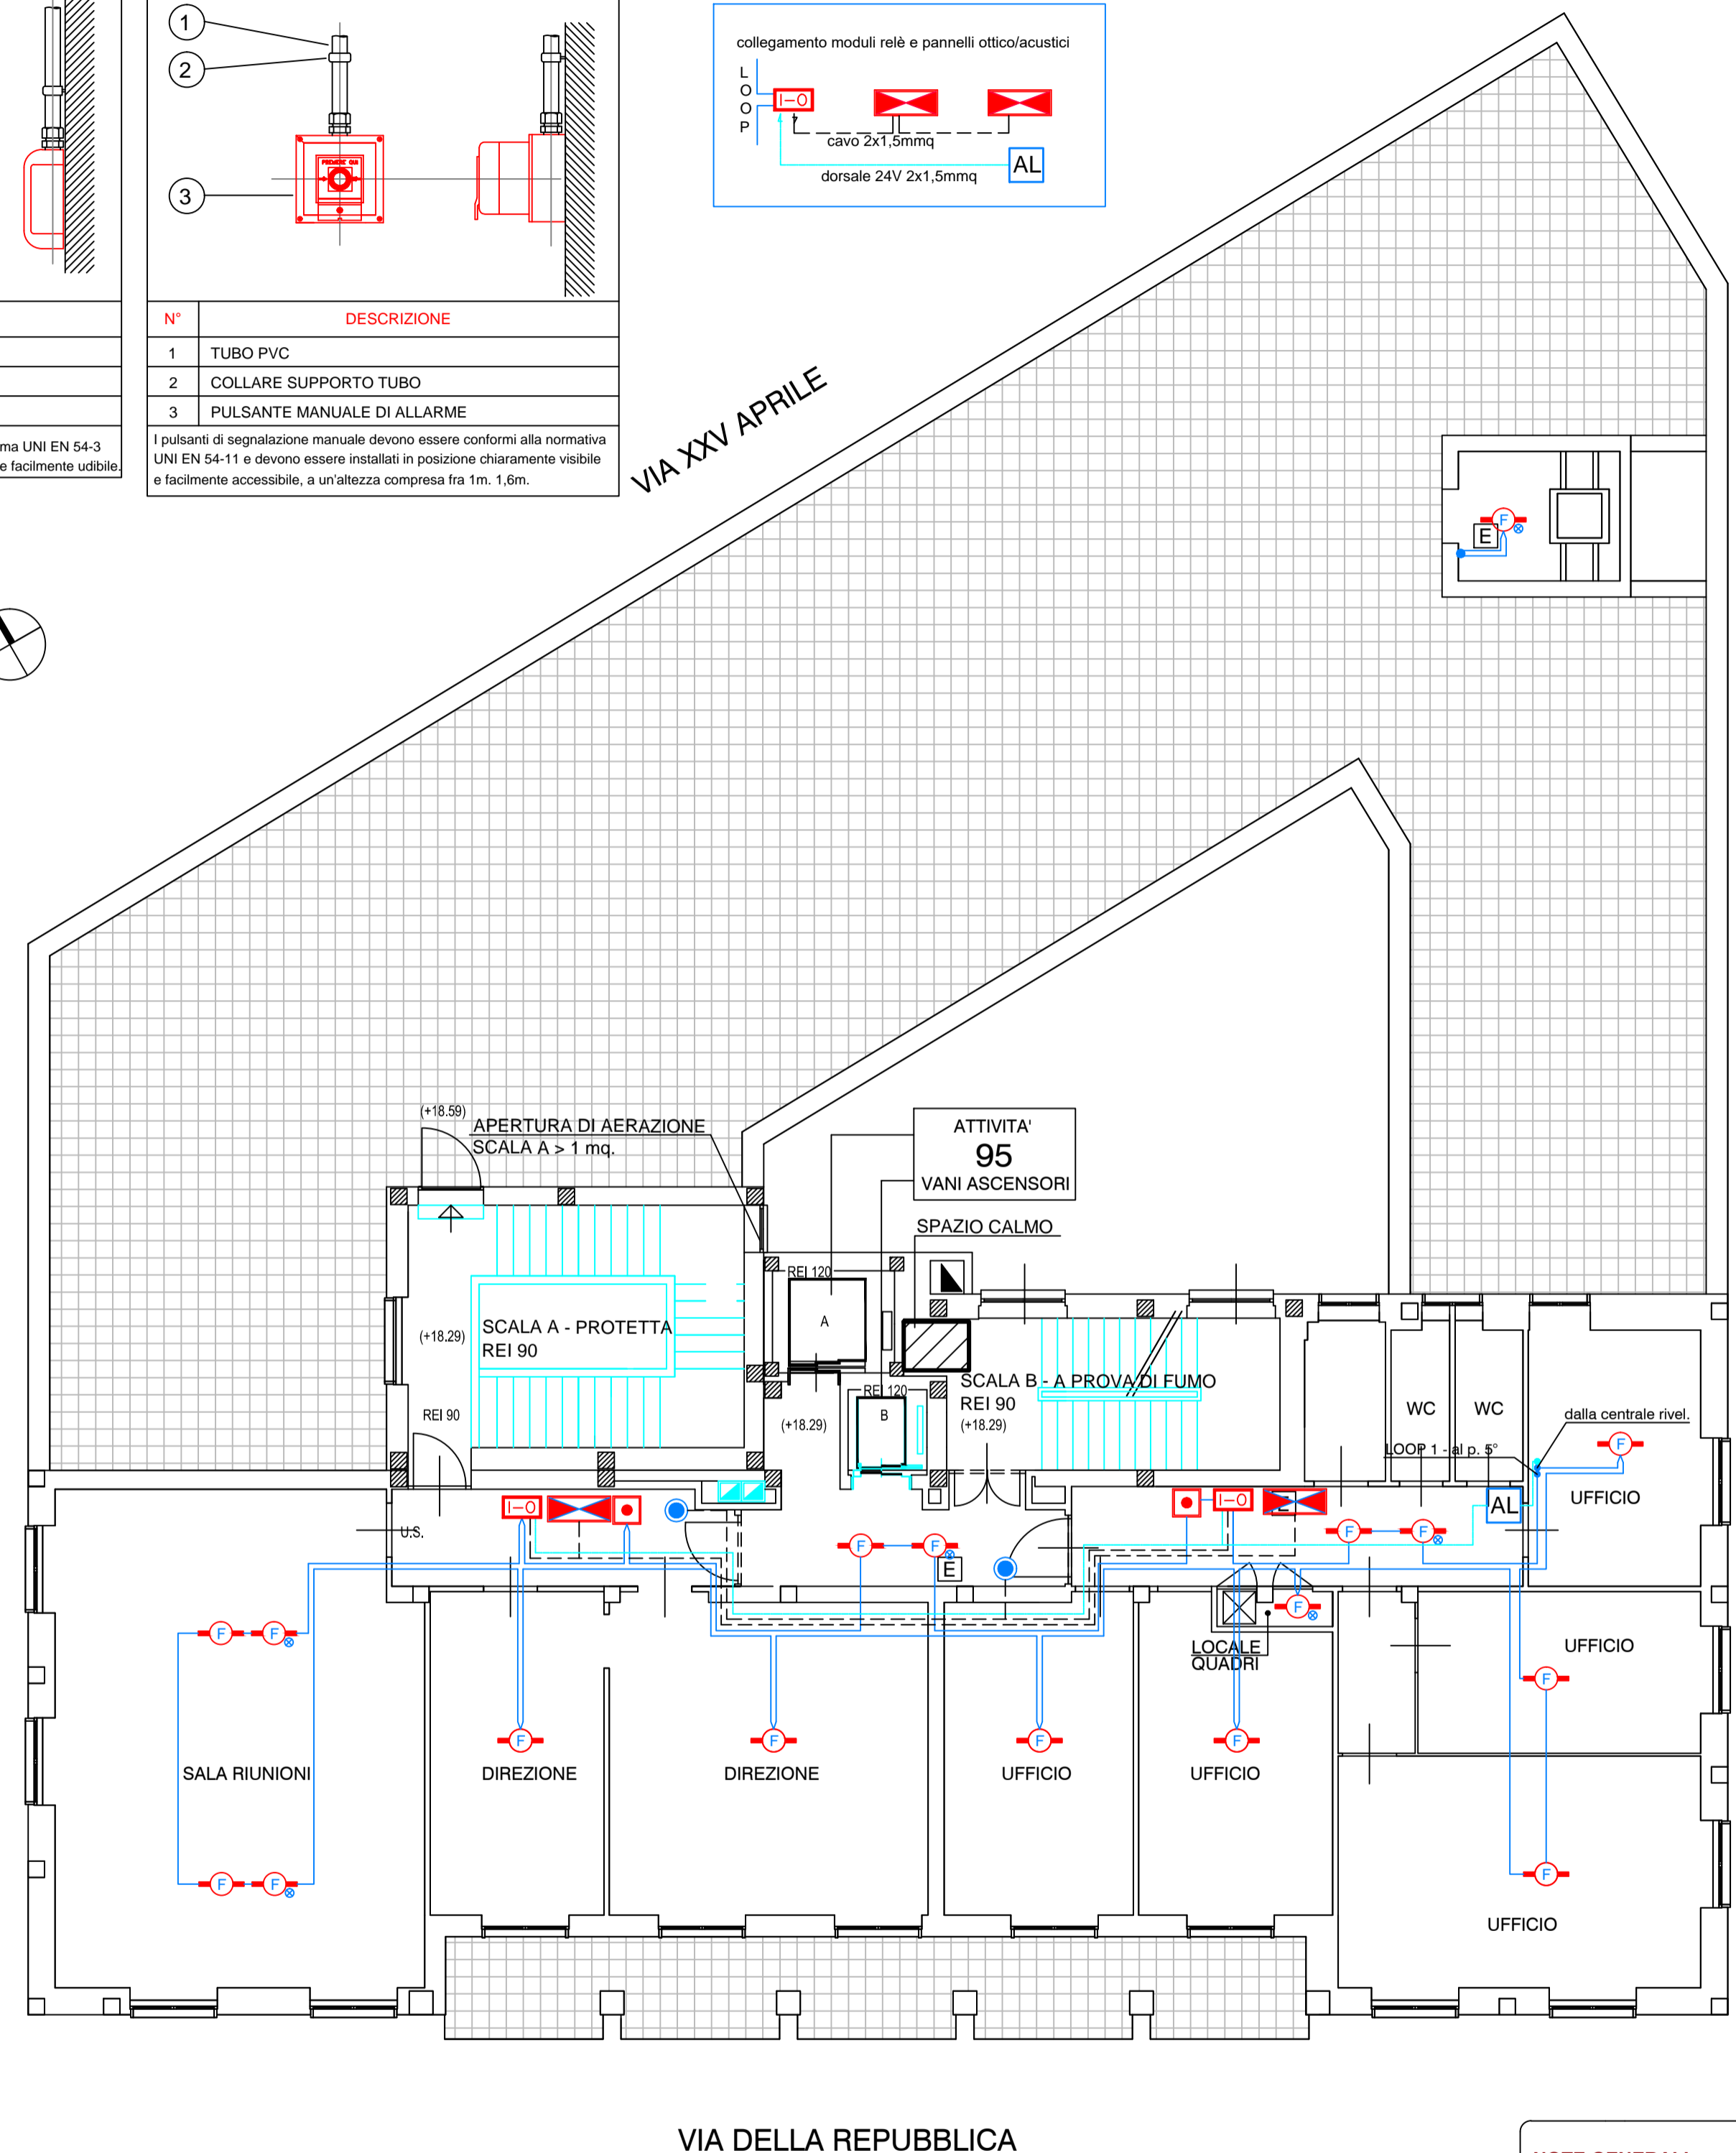 1
2
3
PREMERE QUI
N°
DESCRIZIONE
1
TUBO PVC
2
COLLARE SUPPORTO TUBO
3
PULSANTE MANUALE DI ALLARME
I pulsanti di segnalazione manuale devono essere conformi alla normativa
UNI EN 54-11 e devono essere installati in posizione chiaramente visibile
e facilmente accessibile, a un'altezza compresa fra 1m. 1,6m.
ma UNI EN 54-3
e facilmente udibile.
collegamento moduli relè e pannelli ottico/acustici
L
O
O
P
I-O
cavo 2x1,5mmq
dorsale 24V 2x1,5mmq
AL
VIA XXV APRILE
F
E
(+18.59)
APERTURA DI AERAZIONE
SCALA A > 1 mq.
ATTIVITA'
95
VANI ASCENSORI
SPAZIO CALMO
REI 120
A
(+18.29)
SCALA A - PROTETTA
REI 90
REI 90
REI 120
B
(+18.29)
SCALA B - A PROVA DI FUMO
REI 90
(+18.29)
WC
WC
dalla centrale rivel.
LOOP 1 - al p. 5°
F
UFFICIO
U.S.
I-O
F
F
E
I-O
E
F
F
AL
F
LOCALE
QUADRI
UFFICIO
F
F
F
F
F
F
F
F
SALA RIUNIONI
DIREZIONE
DIREZIONE
UFFICIO
UFFICIO
F
F
F
UFFICIO
VIA DELLA REPUBBLICA